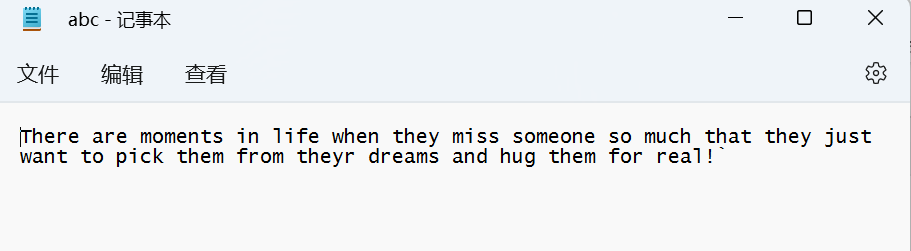 abc - 记事本
文件 编辑 查看
There are moments in life when they miss someone so much that they just
want to pick them from theyr dreams and hug them for real!`